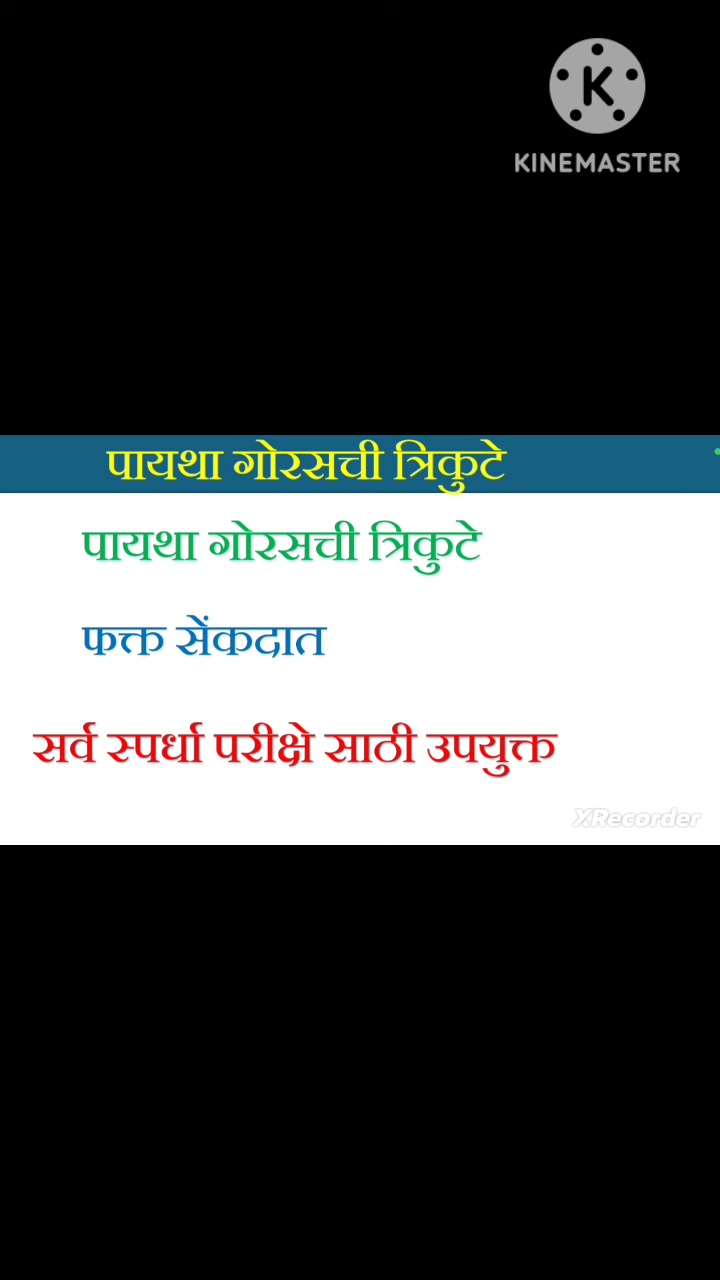 KINEMASTER
पायथा गोरसची त्रिकुटे
पायथा गोरसची त्रिकुटे
फक्त सेंकदात
सर्व स्पर्धा परीक्षे साठी उपयुक्त
XRecorder